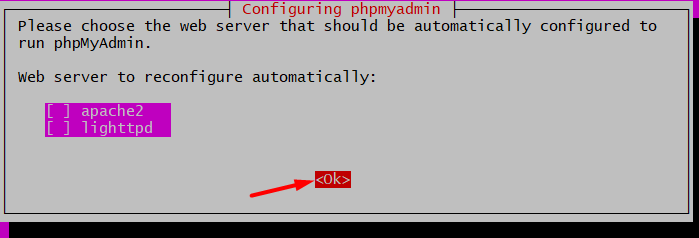 Configuring phpmyadmin
Please choose the web server that should be automatically configured to
run phpMyAdmin.
Web server to reconfigure automatically:
[ ] apache2
[ ] lighttpd
<Ok>